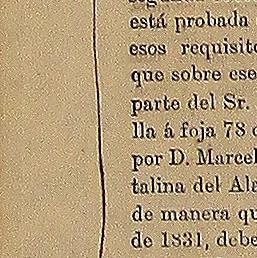 está probada
esos requisito
que sobre ese
parte del Sr.
lla á foja 78
por D. Marcel
talina del Ala
de manera qu
de 1831, debe